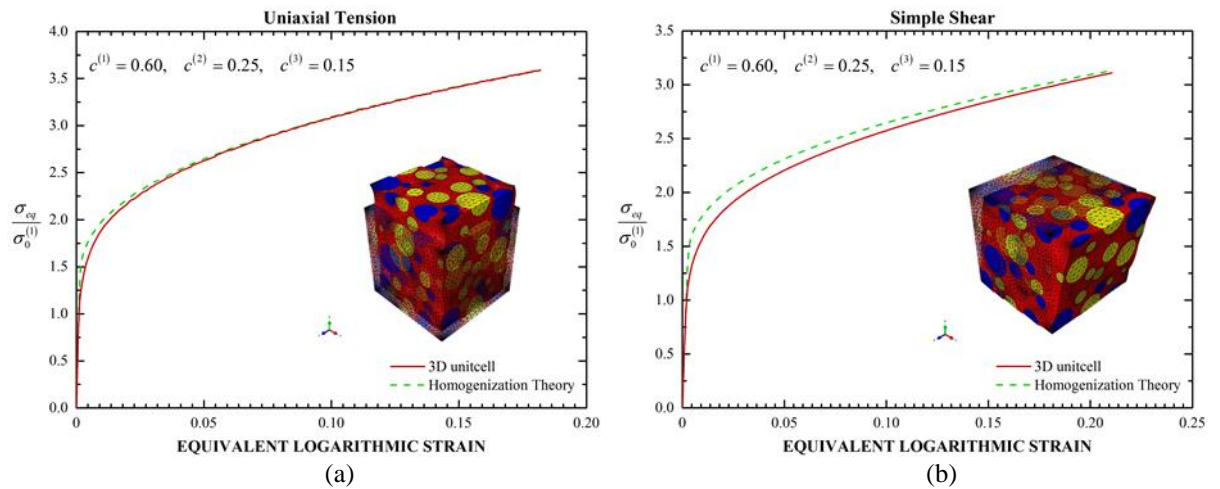 Uniaxial Tension
4.0
3.5
3.0
2.5
2.0
1.5
1.0
0.5
0.0
c⁽¹⁾ = 0.60, c⁽²⁾ = 0.25, c⁽³⁾ = 0.15
σ_eq
σ₀⁽¹⁾
3D unitcell
Homogenization Theory
0 0.05 0.10 0.15 0.20
EQUIVALENT LOGARITHMIC STRAIN
(a)
Simple Shear
3.5
3.0
2.5
2.0
1.5
1.0
0.5
0.0
c⁽¹⁾ = 0.60, c⁽²⁾ = 0.25, c⁽³⁾ = 0.15
σ_eq
σ₀⁽¹⁾
3D unitcell
Homogenization Theory
0 0.05 0.10 0.15 0.20 0.25
EQUIVALENT LOGARITHMIC STRAIN
(b)